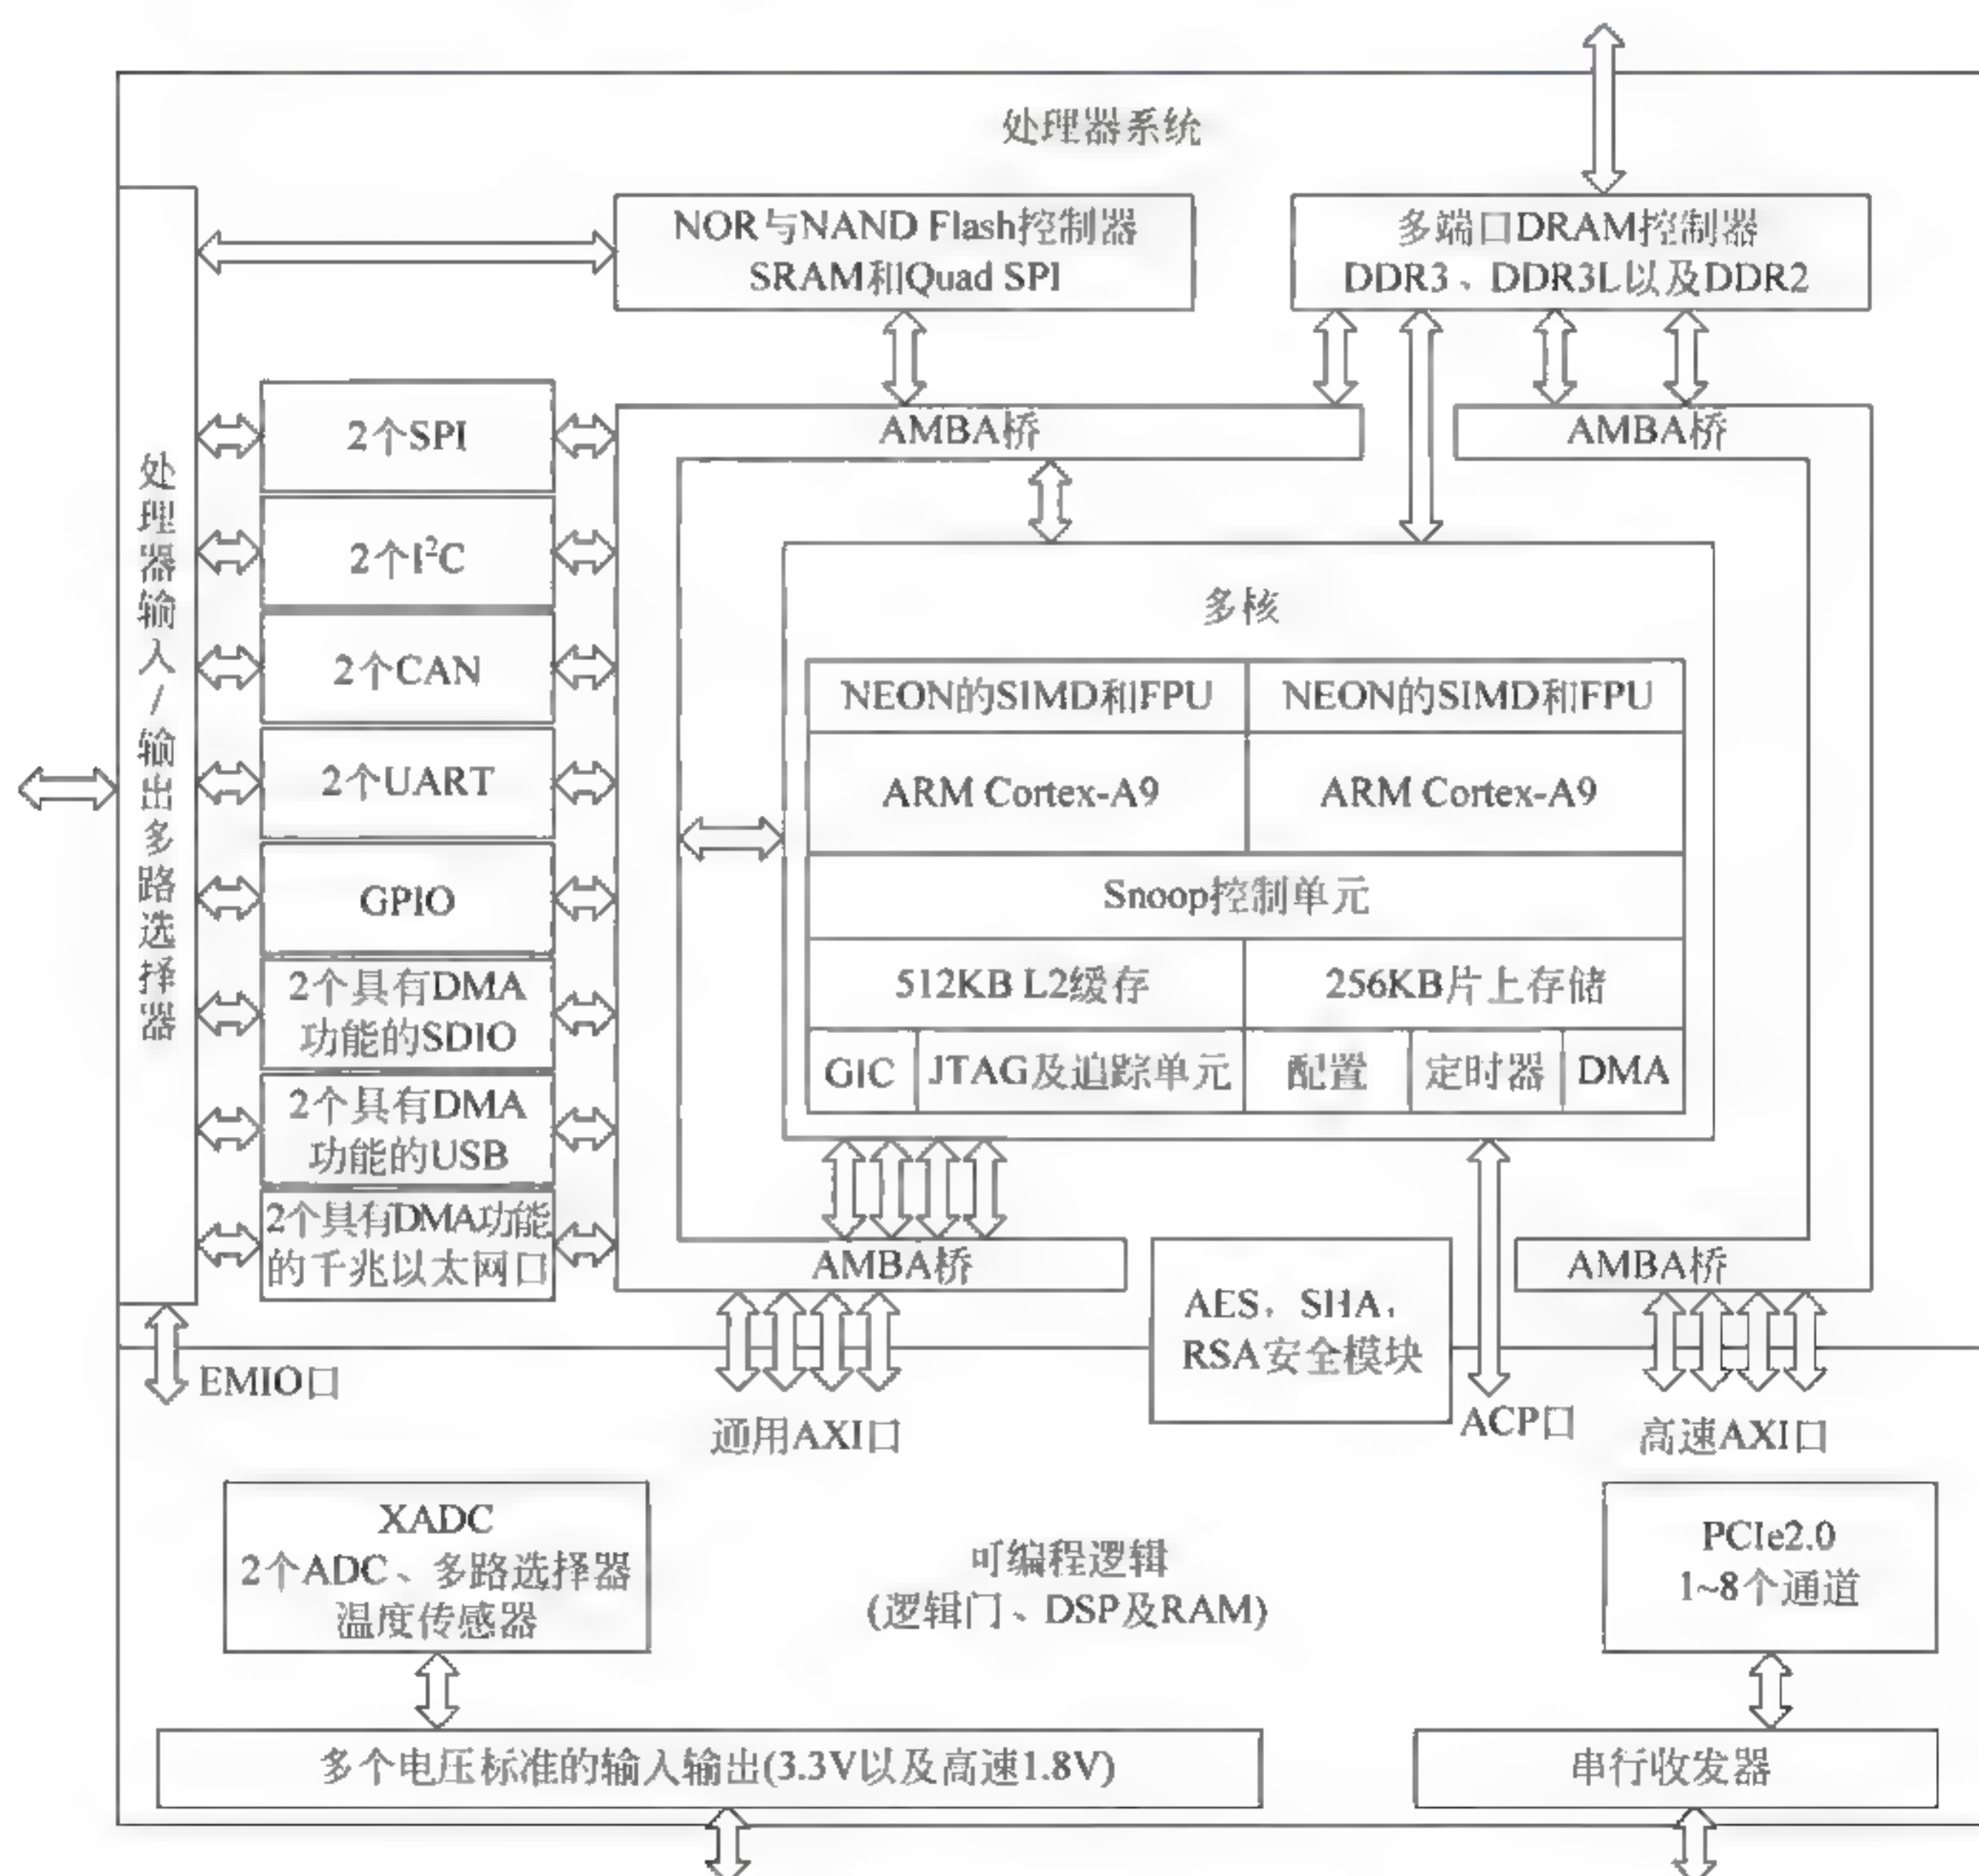 处理器系统
NOR与NAND Flash控制器
SRAM和Quad SPI
多端口DRAM控制器
DDR3、DDR3L以及DDR2
处理器输入/输出多路选择器
2个SPI
2个I²C
2个CAN
2个UART
GPIO
2个具有DMA
功能的SDIO
2个具有DMA
功能的USB
2个具有DMA功能
的千兆以太网口
AMBA桥
AMBA桥
多核
NEON的SIMD和FPU
NEON的SIMD和FPU
ARM Cortex-A9
ARM Cortex-A9
Snoop控制单元
512KB L2缓存
256KB片上存储
GIC
JTAG及追踪单元
配置
定时器
DMA
AMBA桥
AES，SHA，
RSA安全模块
AMBA桥
EMIO口
通用AXI口
ACP口
高速AXI口
XADC
2个ADC、多路选择器
温度传感器
可编程逻辑
(逻辑门、DSP及RAM)
PCIe2.0
1~8个通道
多个电压标准的输入输出(3.3V以及高速1.8V)
串行收发器